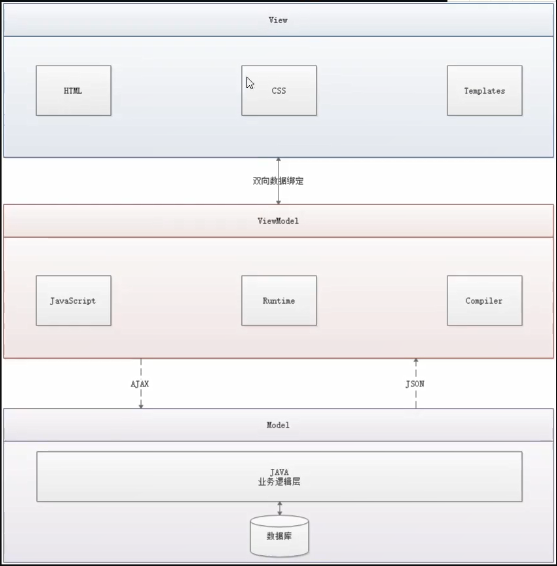 View
HTML
CSS
Templates
双向数据绑定
ViewModel
JavaScript
Runtime
Compiler
AJAX
JSON
Model
JAVA
业务逻辑层
数据库